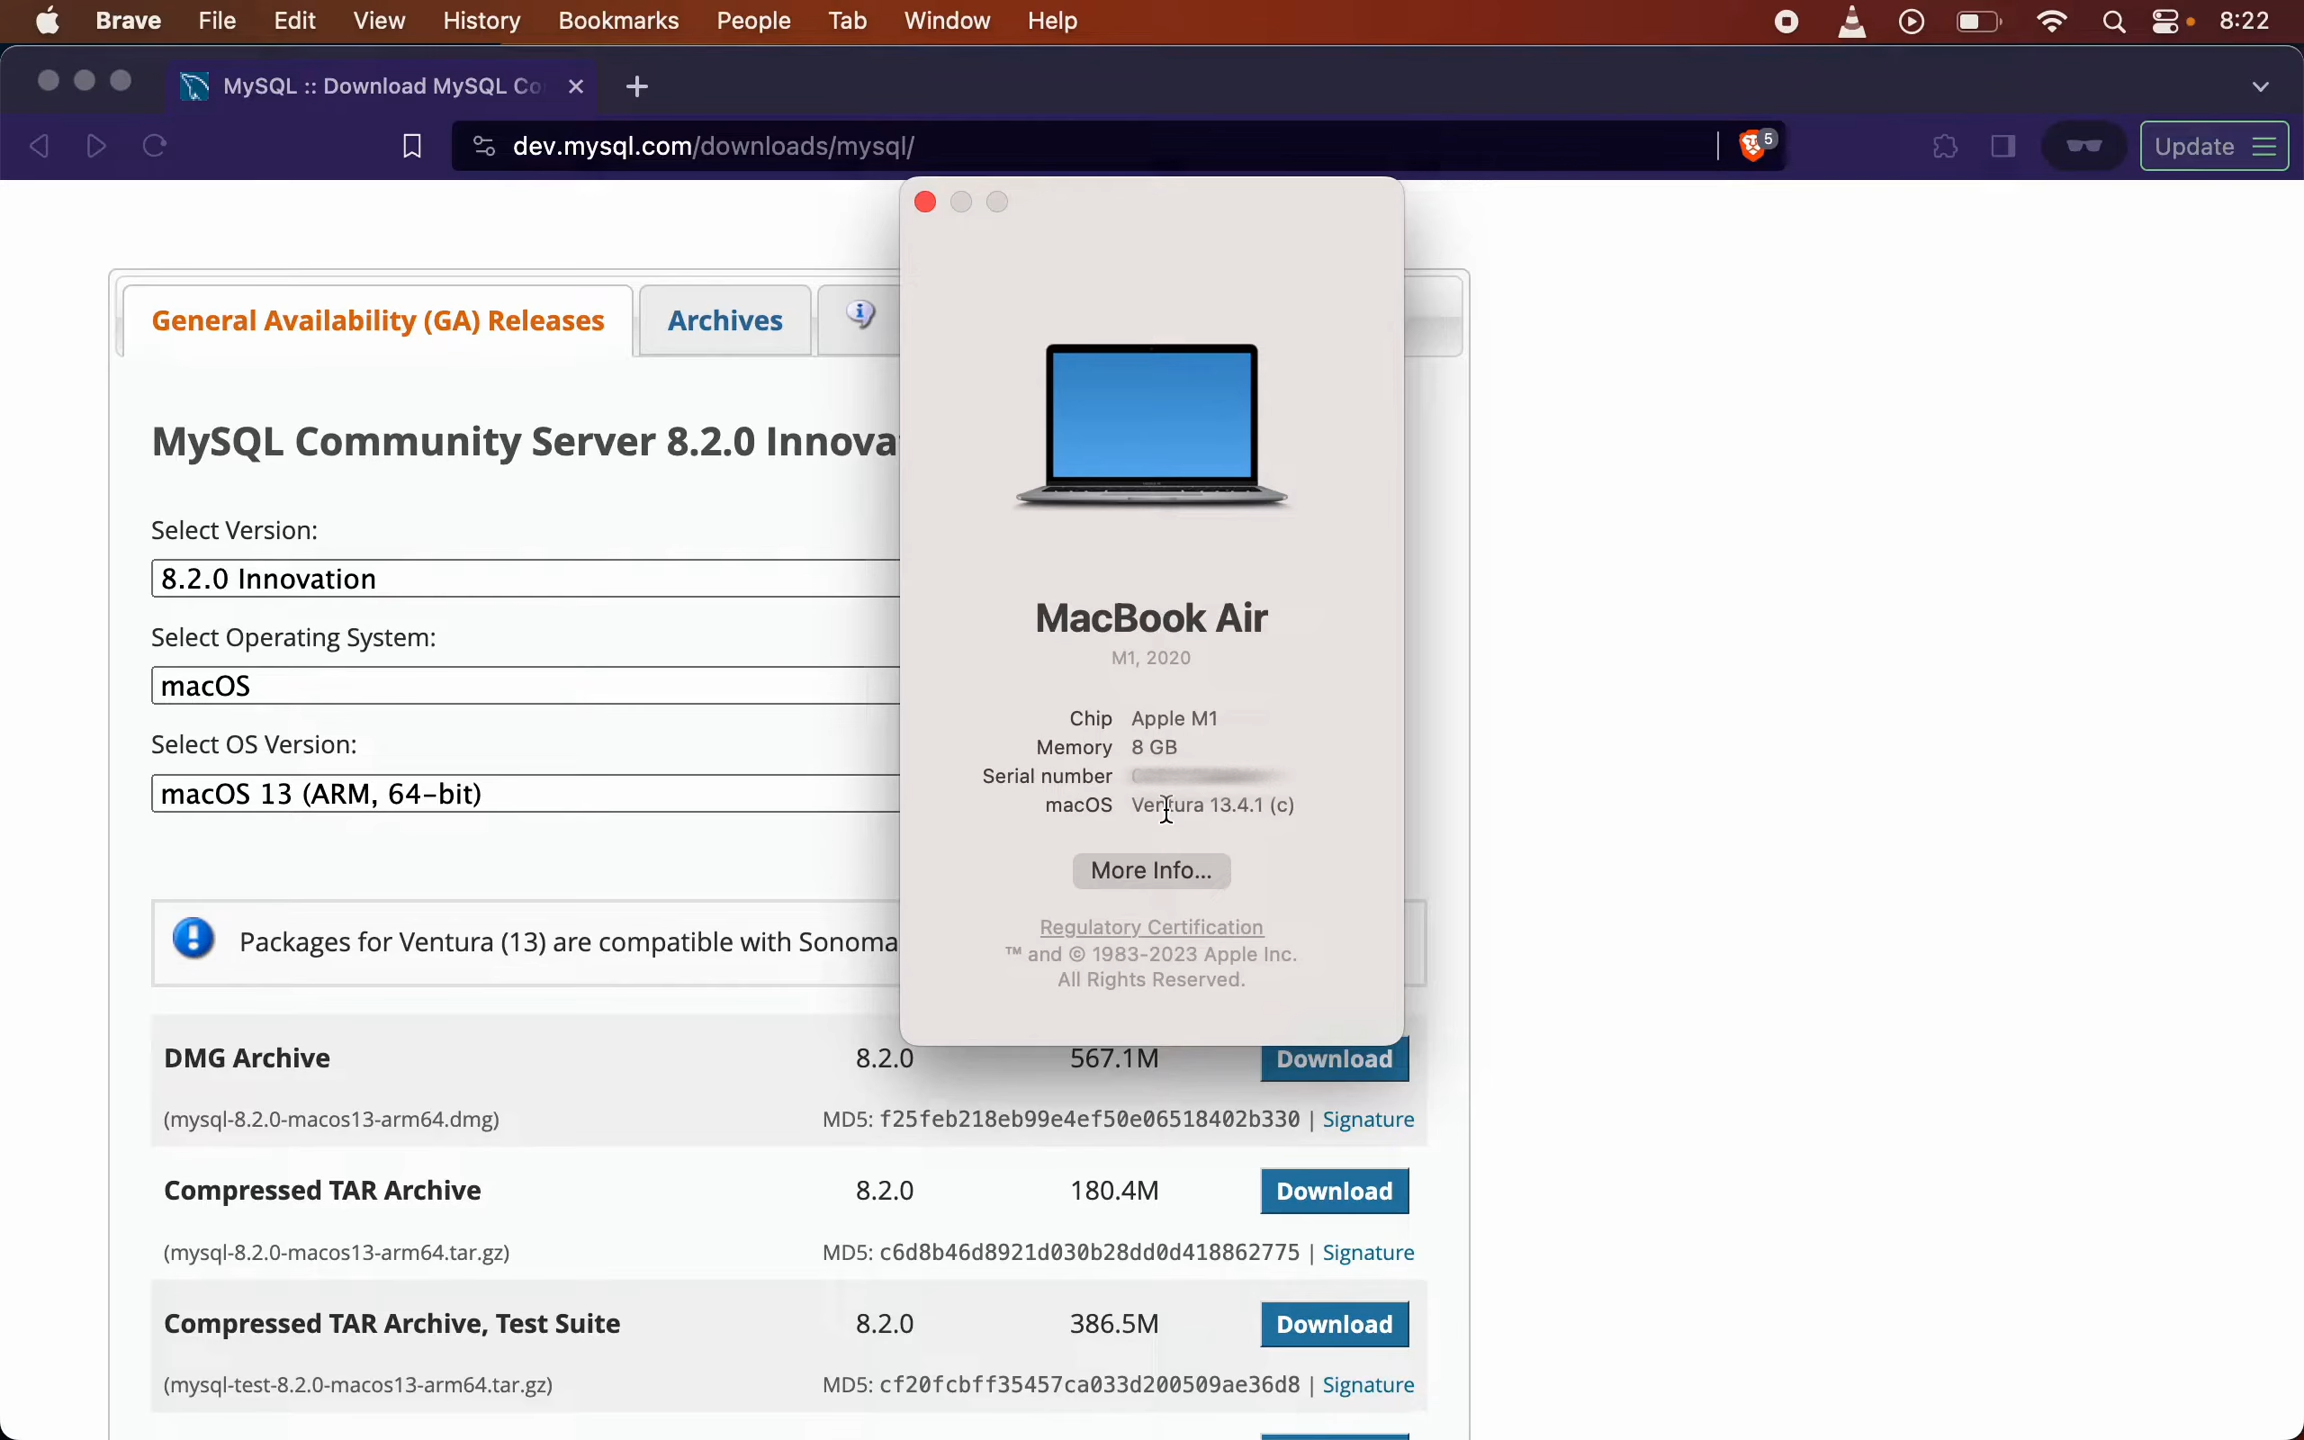 Brave File Edit View History Bookmarks People Tab Window Help 8:22
MySQL :: Download MySQL Co
dev.mysql.com/downloads/mysql/ 5 Update
General Availability (GA) Releases Archives
MySQL Community Server 8.2.0 Innova
Select Version:
8.2.0 Innovation
Select Operating System:
macOS
Select OS Version:
macOS 13 (ARM, 64-bit)
Packages for Ventura (13) are compatible with Sonoma
MacBook Air
M1, 2020
Chip Apple M1
Memory 8 GB
Serial number
macOS Ventura 13.4.1 (c)
More Info...
Regulatory Certification
™ and © 1983-2023 Apple Inc.
All Rights Reserved.
DMG Archive 8.2.0 567.1M Download
(mysql-8.2.0-macos13-arm64.dmg) MD5: f25feb218eb99e4ef50e06518402b330 | Signature
Compressed TAR Archive 8.2.0 180.4M Download
(mysql-8.2.0-macos13-arm64.tar.gz) MD5: c6d8b46d8921d030b28dd0d418862775 | Signature
Compressed TAR Archive, Test Suite 8.2.0 386.5M Download
(mysql-test-8.2.0-macos13-arm64.tar.gz) MD5: cf20fcbff35457ca033d200509ae36d8 | Signature